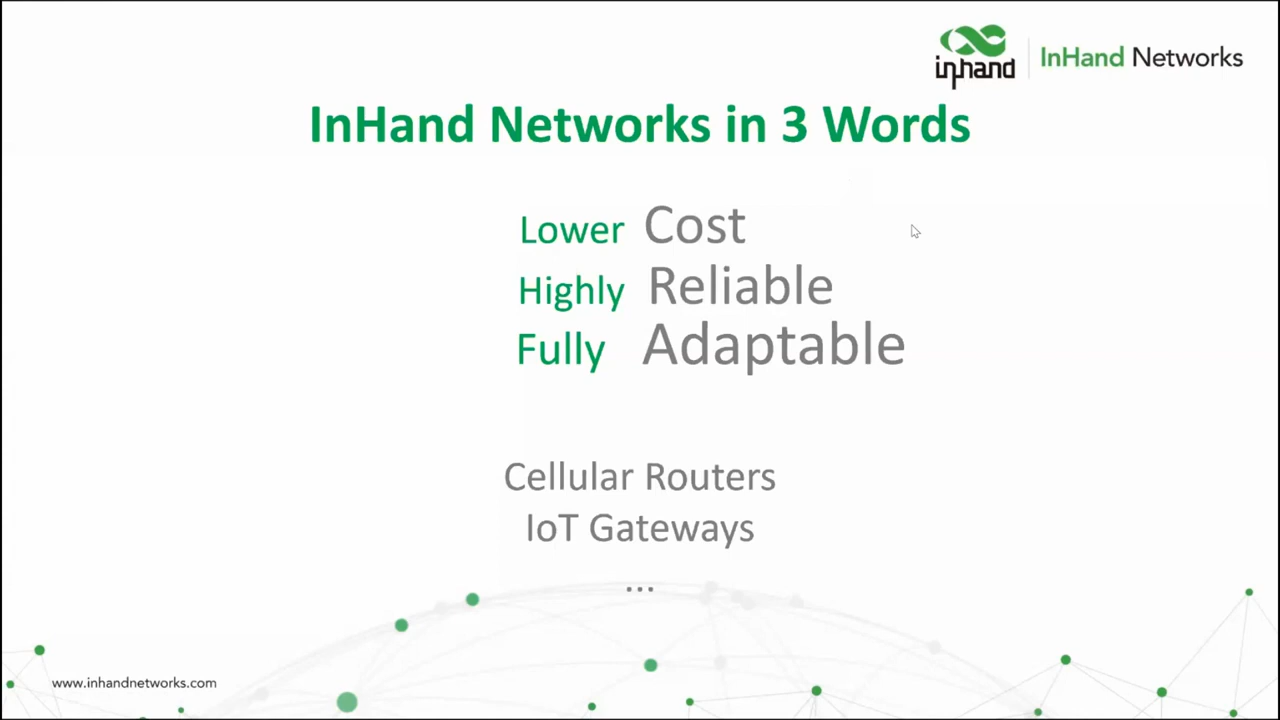 inhand
InHand Networks
InHand Networks in 3 Words
Lower Cost
Highly Reliable
Fully Adaptable
Cellular Routers
IoT Gateways
...
www.inhandnetworks.com